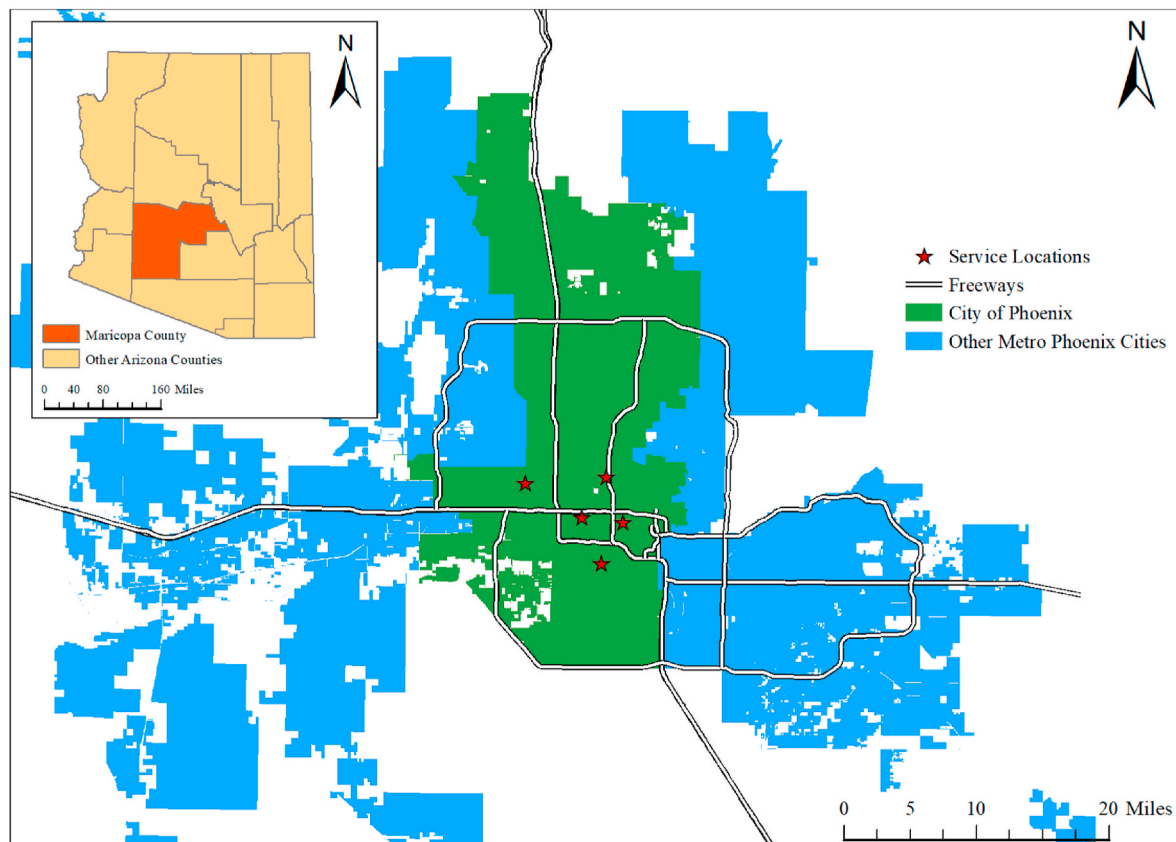 N
Maricopa County
Other Arizona Counties
0 40 80 160 Miles
N
Service Locations
Freeways
City of Phoenix
Other Metro Phoenix Cities
0 5 10 20 Miles